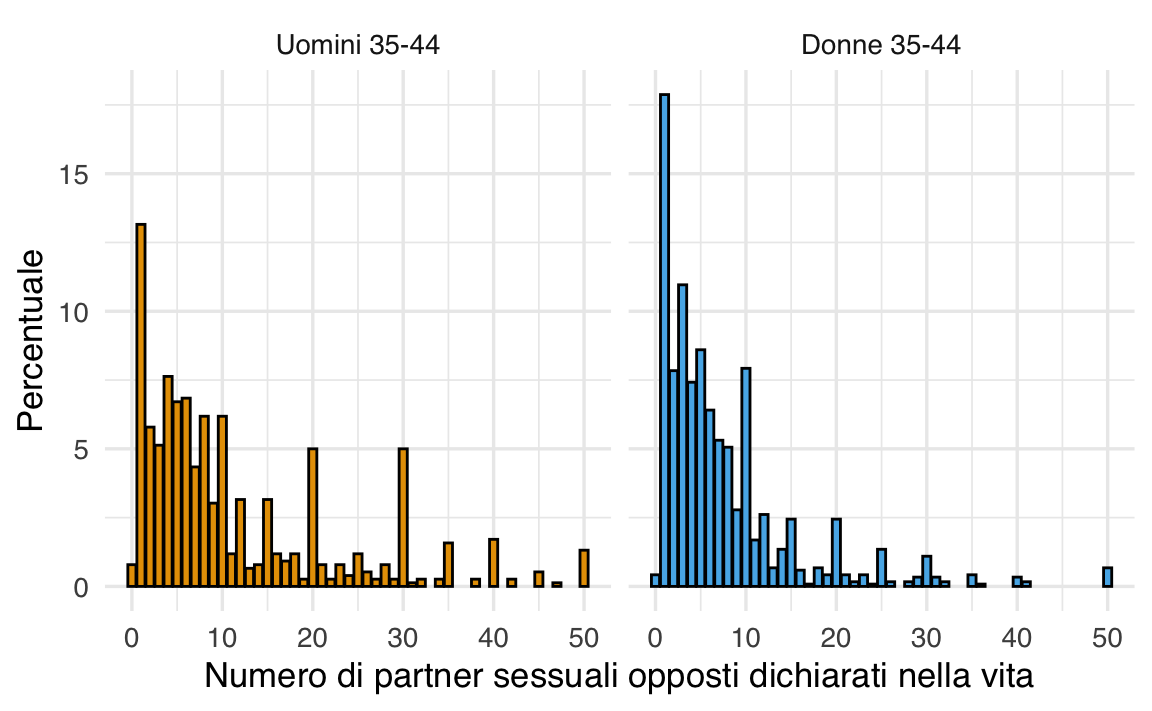 Uomini 35-44
Donne 35-44
Percentuale
15
10
5
0
0 10 20 30 40 50
0 10 20 30 40 50
Numero di partner sessuali opposti dichiarati nella vita